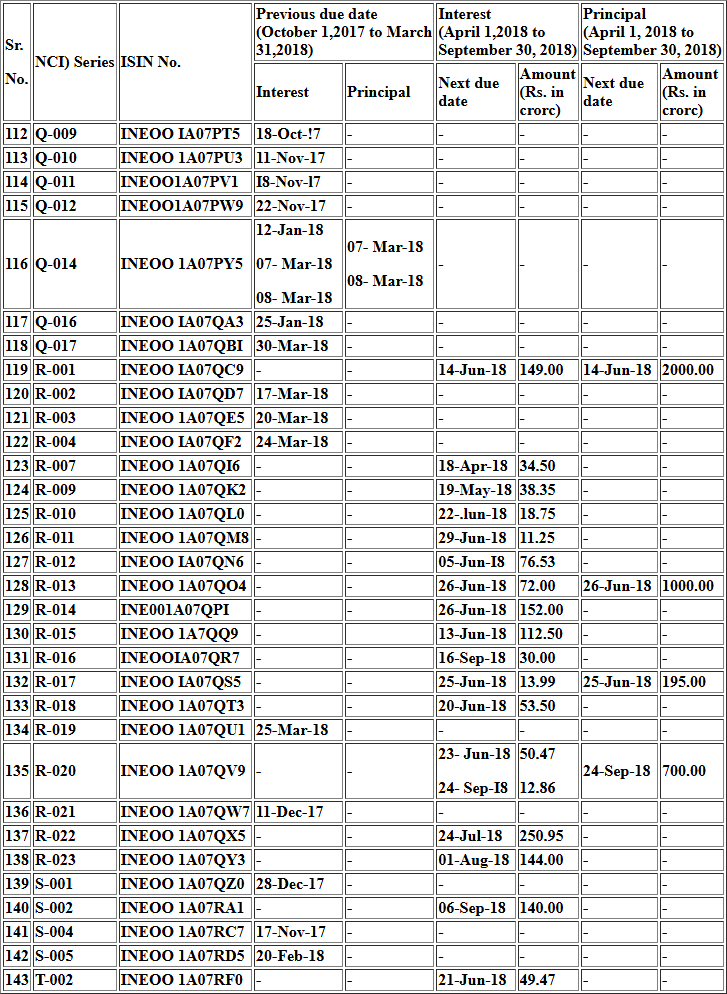 Sr. No. NCI) Series ISIN No. Previous due date (October 1,2017 to March 31,2018) Interest (April 1,2018 to September 30, 2018) Principal (April 1, 2018 to September 30, 2018)
Interest Principal Next due date Amount (Rs. in crorc) Next due date Amount (Rs. in crorc)
112 Q-009 INEOO IA07PT5 18-Oct-!7 - - - - -
113 Q-010 INEOO 1A07PU3 11-Nov-17 - - - - -
114 Q-011 INEOO1A07PV1 I8-Nov-l7 - - - - -
115 Q-012 INEOO1A07PW9 22-Nov-17 - - - - -
116 Q-014 INEOO 1A07PY5 12-Jan-18 07- Mar-18 08- Mar-18 07- Mar-18 08- Mar-18 - - - -
117 Q-016 INEOO IA07QA3 25-Jan-18 - - - - -
118 Q-017 INEOO 1A07QBI 30-Mar-18 - - - - -
119 R-001 INEOO IA07QC9 - - 14-Jun-18 149.00 14-Jun-18 2000.00
120 R-002 INEOO IA07QD7 17-Mar-18 - - - - -
121 R-003 INEOO 1A07QE5 20-Mar-18 - - - - -
122 R-004 INEOO IA07QF2 24-Mar-18 - - - - -
123 R-007 INEOO 1A07QI6 - - 18-Apr-18 34.50 - -
124 R-009 INEOO 1A07QK2 - - 19-May-18 38.35 - -
125 R-010 INEOO 1A07QL0 - - 22-.lun-18 18.75 - -
126 R-011 INEOO 1A07QM8 - - 29-Jun-18 11.25 - -
127 R-012 INEOO IA07QN6 - - 05-Jun-I8 76.53 - -
128 R-013 INEOO 1A07QO4 - - 26-Jun-18 72.00 26-Jun-18 1000.00
129 R-014 INE001A07QPI - - 26-Jun-18 152.00 - -
130 R-015 INEOO 1A7QQ9 - - 13-Jun-18 112.50 - -
131 R-016 INEOOIA07QR7 - - 16-Sep-18 30.00 - -
132 R-017 INEOO IA07QS5 - - 25-Jun-18 13.99 25-Jun-18 195.00
133 R-018 INEOO 1A07QT3 - - 20-Jun-18 53.50 - -
134 R-019 INEOO 1A07QU1 25-Mar-18 - - - - -
135 R-020 INEOO 1A07QV9 - - 23- Jun-18 24- Sep-I8 50.47 12.86 24-Sep-18 700.00
136 R-021 INEOO 1A07QW7 11-Dec-17 - - - - -
137 R-022 INEOO 1A07QX5 - - 24-Jul-18 250.95 - -
138 R-023 INEOO 1A07QY3 - - 01-Aug-18 144.00 - -
139 S-001 INEOO 1A07QZ0 28-Dec-17 - - - - -
140 S-002 INEOO 1A07RA1 - - 06-Sep-18 140.00 - -
141 S-004 INEOO 1A07RC7 17-Nov-17 - - - - -
142 S-005 INEOO 1A07RD5 20-Feb-18 - - - - -
143 T-002 INEOO 1A07RF0 - - 21-Jun-18 49.47 - -